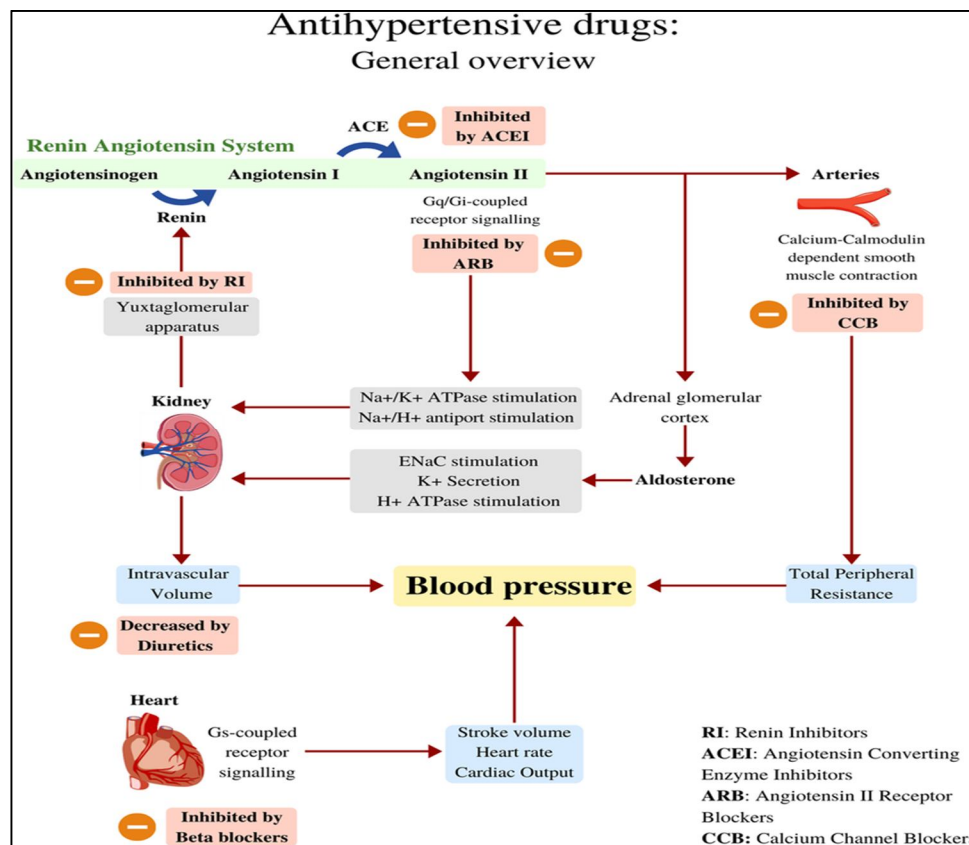 Antihypertensive drugs:
General overview
ACE
Inhibited
by ACEI
Renin Angiotensin System
Angiotensinogen
Angiotensin I
Angiotensin II
Arteries
Renin
Gq/Gi-coupled
receptor signalling
Inhibited by
ARB
Calcium-Calmodulin
dependent smooth
muscle contraction
Inhibited by RI
Yuxtaglomerular
apparatus
Inhibited by
CCB
Kidney
Na+/K+ ATPase stimulation
Na+/H+ antiport stimulation
Adrenal glomerular
cortex
ENaC stimulation
K+ Secretion
H+ ATPase stimulation
Aldosterone
Intravascular
Volume
Blood pressure
Total Peripheral
Resistance
Decreased by
Diuretics
Heart
Gs-coupled
receptor
signalling
Stroke volume
Heart rate
Cardiac Output
Inhibited by
Beta blockers
RI: Renin Inhibitors
ACEI: Angiotensin Converting
Enzyme Inhibitors
ARB: Angiotensin II Receptor
Blockers
CCB: Calcium Channel Blockers